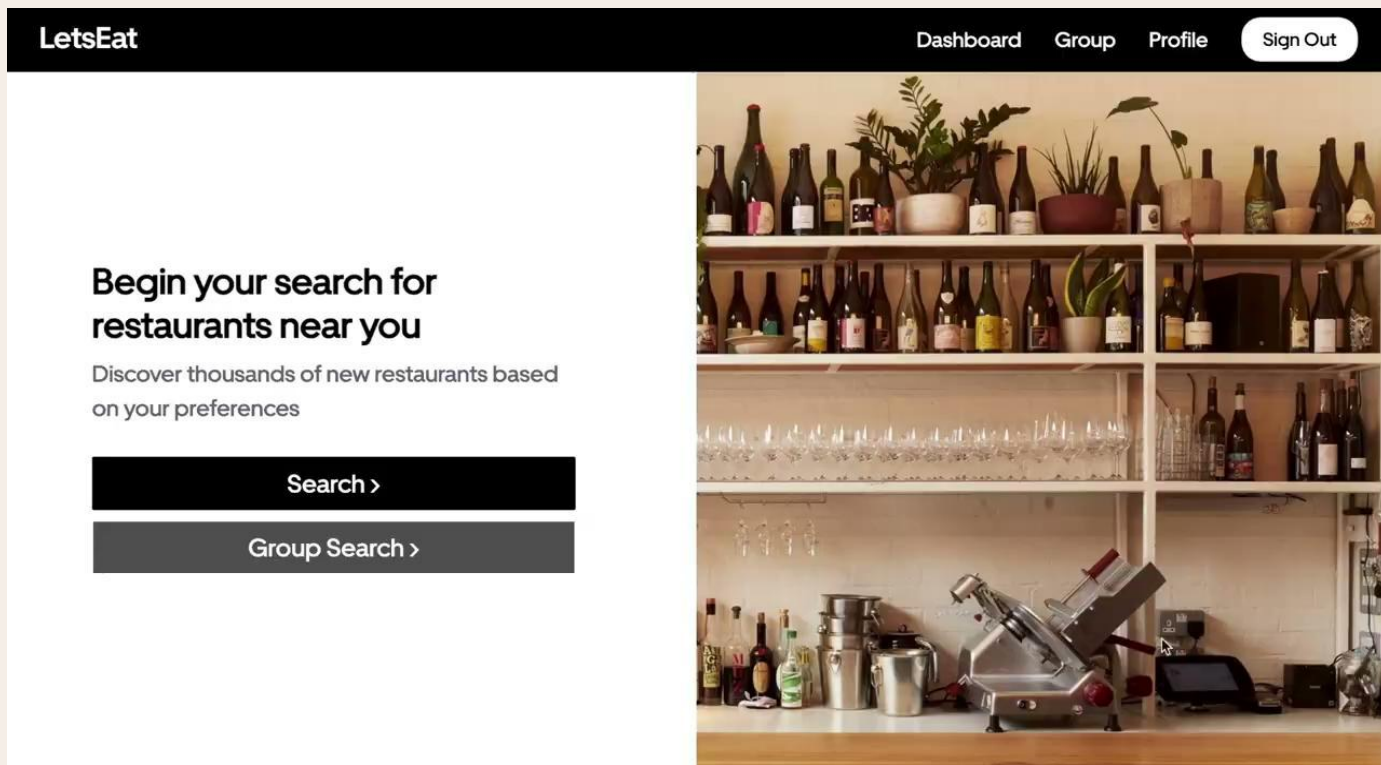 LetsEat
Dashboard
Group
Profile
Sign Out
Begin your search for
restaurants near you
Discover thousands of new restaurants based
on your preferences
Search ›
Group Search ›